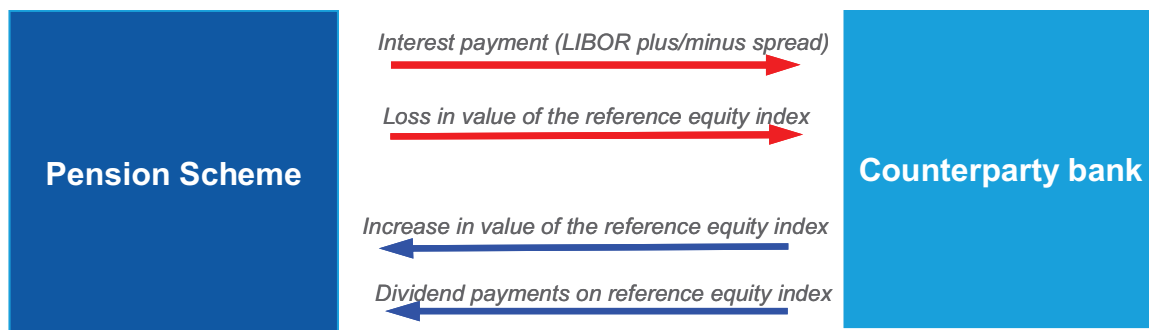 Pension Scheme
Interest payment (LIBOR plus/minus spread)
Loss in value of the reference equity index
Increase in value of the reference equity index
Dividend payments on reference equity index
Counterparty bank